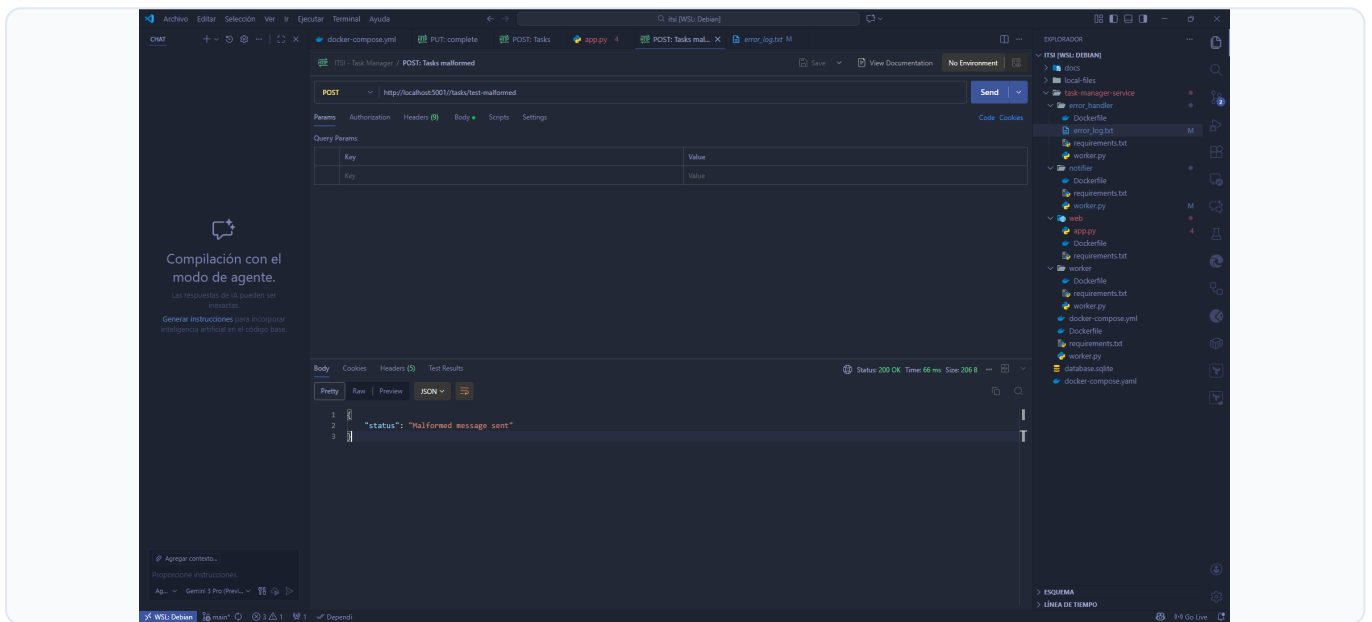 Archivo Editar Selección Ver Ir Ejecutar Terminal Ayuda
itsi [WSL: Debian]
CHAT
docker-compose.yml PUT: complete POST: Tasks app.py 4 POST: Tasks mal... error_log.txt M
EXPLORADOR
ITSI - Task Manager / POST: Tasks malformed
Save View Documentation No Environment
POST http://localhost:5001//tasks/test-malformed Send
Params Authorization Headers (9) Body Scripts Settings Code Cookies
Query Params
Key Value
Key Value
Compilación con el
modo de agente.
Las respuestas de IA pueden ser
inexactas.
Generar instrucciones para incorporar
inteligencia artificial en el código base.
Body Cookies Headers (5) Test Results Status: 200 OK Time: 66 ms Size: 206 B
Pretty Raw Preview JSON
1 {
2 "status": "Malformed message sent"
3 }
Agregar contexto...
Proporcione instrucciones.
Ag... Gemini 3 Pro (Previ...
ITSI [WSL: DEBIAN]
docs
local-files
task-manager-service
error_handler
Dockerfile
error_log.txt M
requirements.txt
worker.py
notifier
Dockerfile
requirements.txt
worker.py M
web
app.py 4
Dockerfile
requirements.txt
worker
Dockerfile
requirements.txt
worker.py
docker-compose.yml
Dockerfile
requirements.txt
worker.py
database.sqlite
docker-compose.yaml
2
ESQUEMA
LÍNEA DE TIEMPO
WSL: Debian main* 3 1 1 Dependi
Go Live